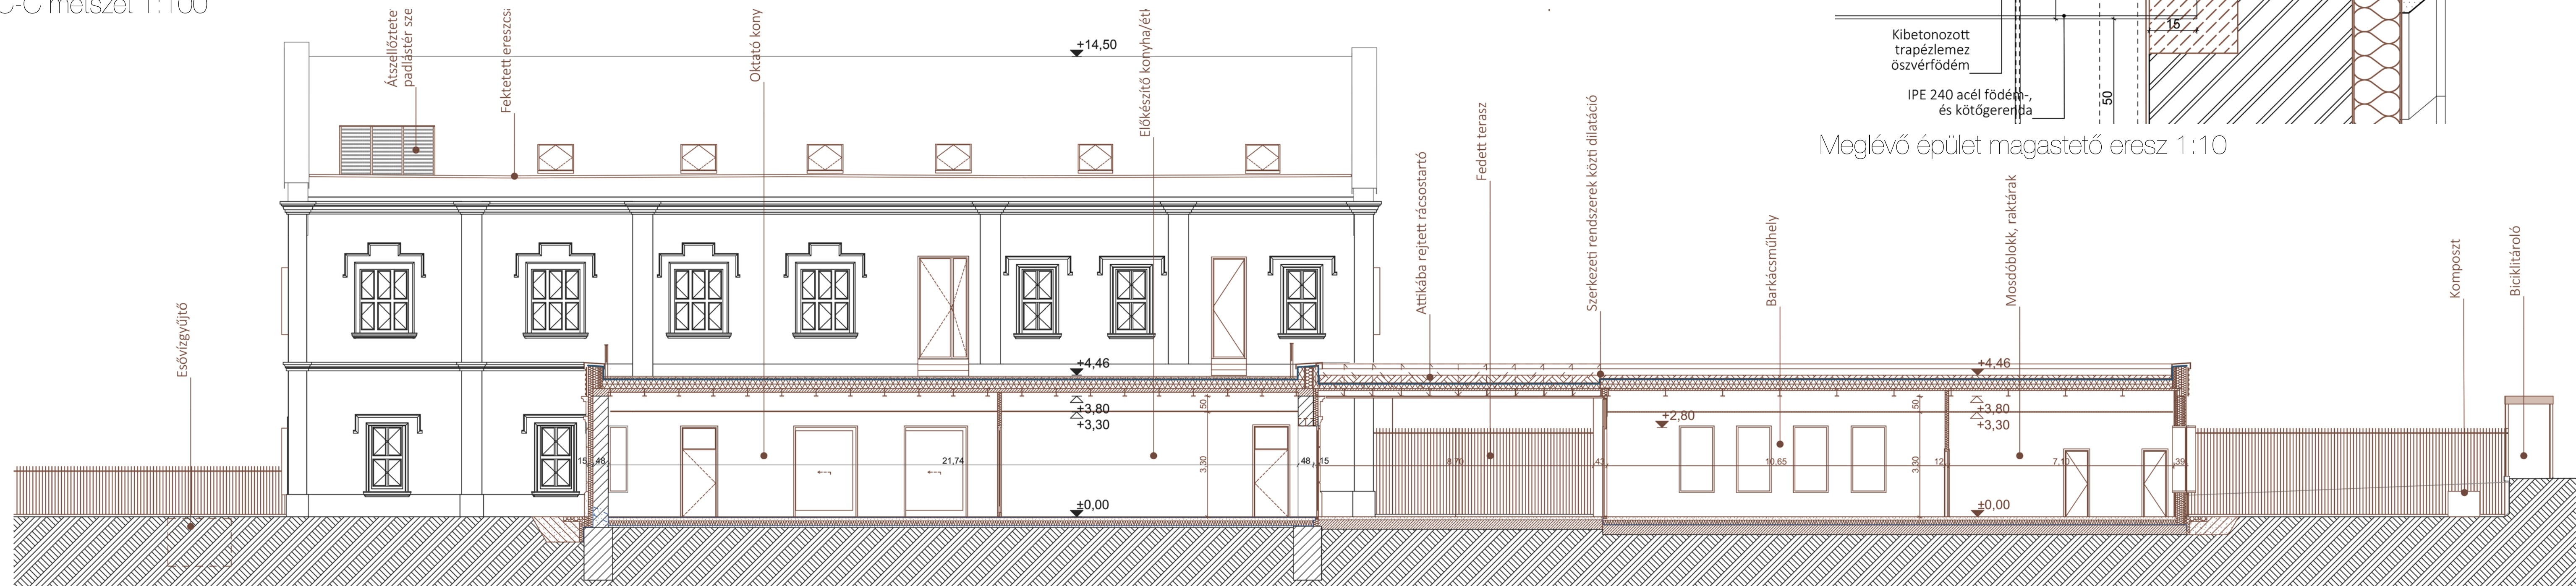 C-C metszet 1:100
Átszellőztete
padlástér sze
Fektetett ereszcs
Oktató kony
+14,50
Előkészítő konyha/étk
Kibetonozott
trapézlemez
öszvérfödém
IPE 240 acél födém-,
és kötőgerenda
15
50
Meglévő épület magastető eresz 1:10
Esővízgyűjtő
Attikába rejtett rácsostartó
Fedett terasz
Szerkezeti rendszerek közti dilatáció
Barkácsműhely
Mosdóblokk, raktárak
Komposzt
Biciklitároló
+4,46
+4,46
+3,80
+3,30
50
+2,80
50
+3,80
+3,30
15
48
21,74
3,30
48
15
8,70
43
10,65
3,30
12
7,10
39
±0,00
±0,00